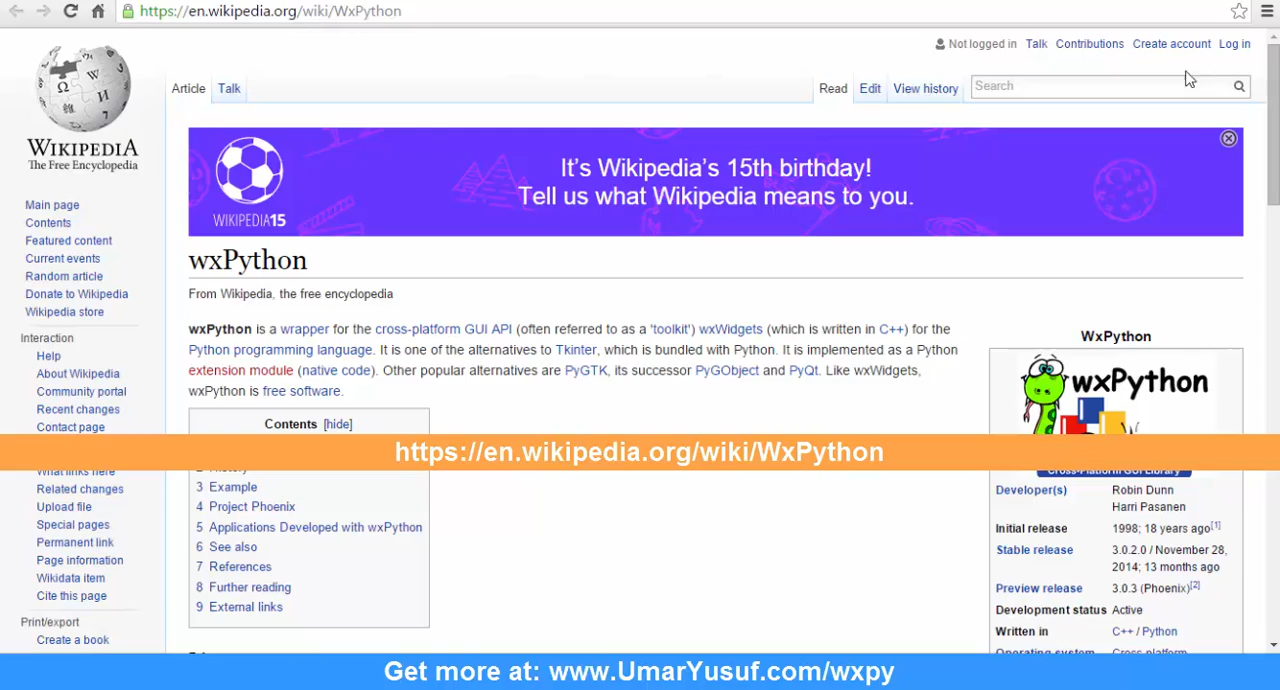 https://en.wikipedia.org/wiki/WxPython
Not logged in Talk Contributions Create account Log in
Article Talk Read Edit View history Search
WIKIPEDIA
The Free Encyclopedia
Main page
Contents
Featured content
Current events
Random article
Donate to Wikipedia
Wikipedia store
Interaction
Help
About Wikipedia
Community portal
Recent changes
Contact page
What links here
Related changes
Upload file
Special pages
Permanent link
Page information
Wikidata item
Cite this page
Print/export
Create a book
It's Wikipedia's 15th birthday!
Tell us what Wikipedia means to you.
WIKIPEDIA15
wxPython
From Wikipedia, the free encyclopedia
wxPython is a wrapper for the cross-platform GUI API (often referred to as a 'toolkit') wxWidgets (which is written in C++) for the
Python programming language. It is one of the alternatives to Tkinter, which is bundled with Python. It is implemented as a Python
extension module (native code). Other popular alternatives are PyGTK, its successor PyGObject and PyQt. Like wxWidgets,
wxPython is free software.
Contents [hide]
2 History
3 Example
4 Project Phoenix
5 Applications Developed with wxPython
6 See also
7 References
8 Further reading
9 External links
WxPython
wxPython
Cross-Platform GUI Library
Developer(s) Robin Dunn
Harri Pasanen
Initial release 1998; 18 years ago[1]
Stable release 3.0.2.0 / November 28,
2014; 13 months ago
Preview release 3.0.3 (Phoenix)[2]
Development status Active
Written in C++ / Python
Operating system Cross-platform
https://en.wikipedia.org/wiki/WxPython
Get more at: www.UmarYusuf.com/wxpy